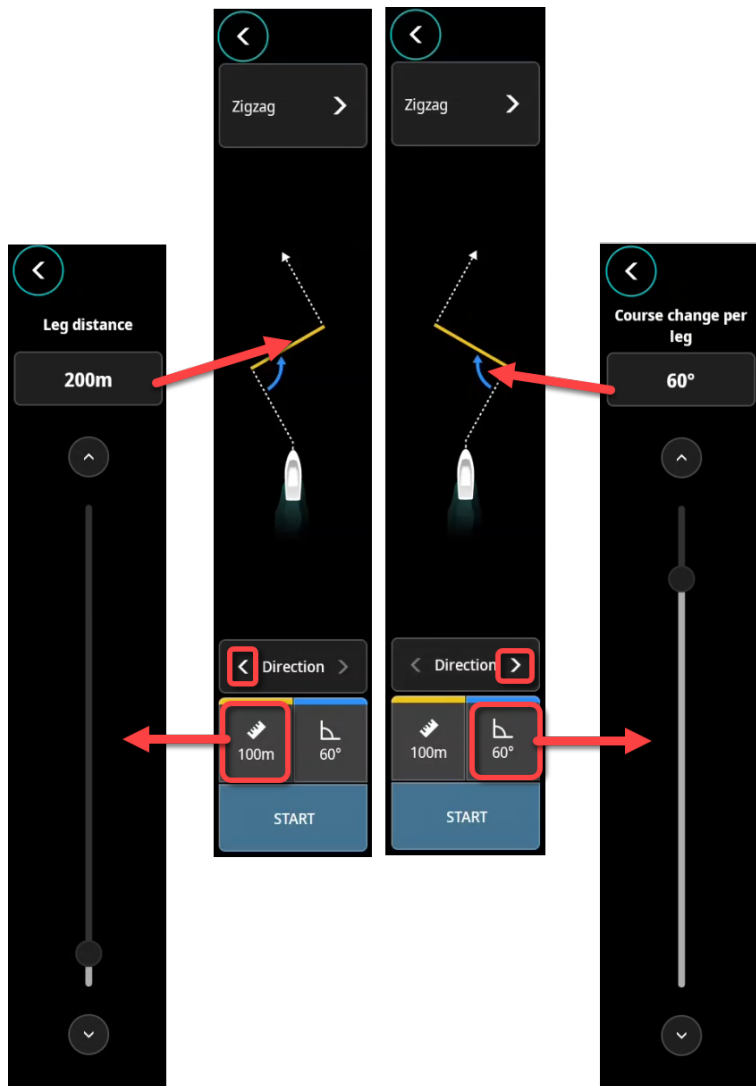 Leg distance
200m
Zigzag
Direction
100m
60°
START
Zigzag
Direction
100m
60°
START
Course change per
leg
60°